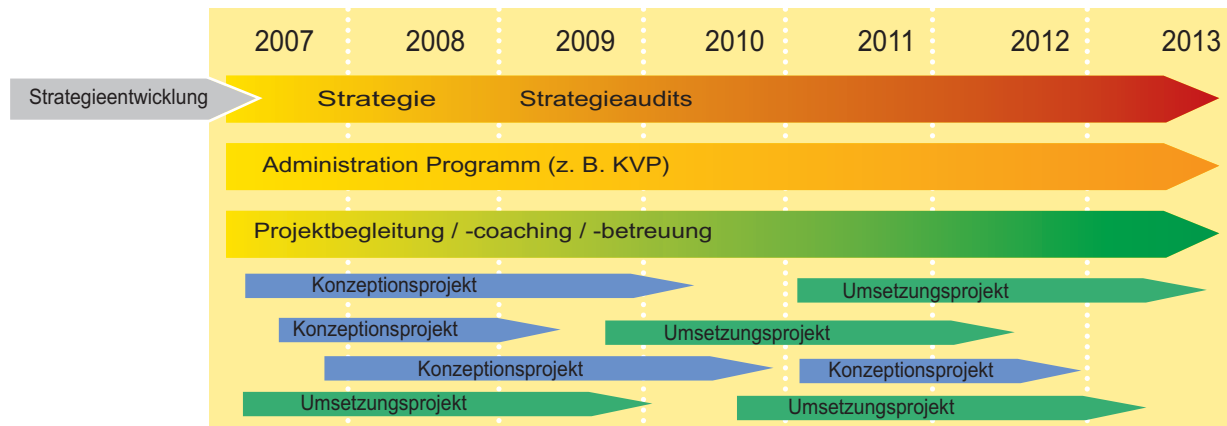 2007 2008 2009 2010 2011 2012 2013
Strategieentwicklung Strategie Strategieaudits
Administration Programm (z. B. KVP)
Projektbegleitung / -coaching / -betreuung
Konzeptionsprojekt Umsetzungsprojekt
Konzeptionsprojekt Umsetzungsprojekt
Konzeptionsprojekt Konzeptionsprojekt
Umsetzungsprojekt Umsetzungsprojekt